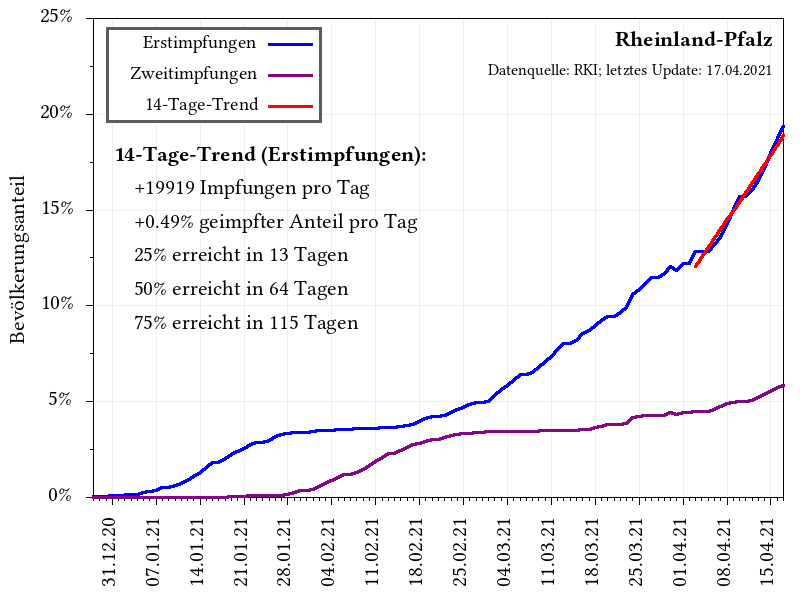 25%
20%
15%
10%
5%
0%
Bevölkerungsanteil
Erstimpfungen
Zweitimpfungen
14-Tage-Trend
Rheinland-Pfalz
Datenquelle: RKI; letztes Update: 17.04.2021
14-Tage-Trend (Erstimpfungen):
+19919 Impfungen pro Tag
+0.49% geimpfter Anteil pro Tag
25% erreicht in 13 Tagen
50% erreicht in 64 Tagen
75% erreicht in 115 Tagen
31.12.20
07.01.21
14.01.21
21.01.21
28.01.21
04.02.21
11.02.21
18.02.21
25.02.21
04.03.21
11.03.21
18.03.21
25.03.21
01.04.21
08.04.21
15.04.21